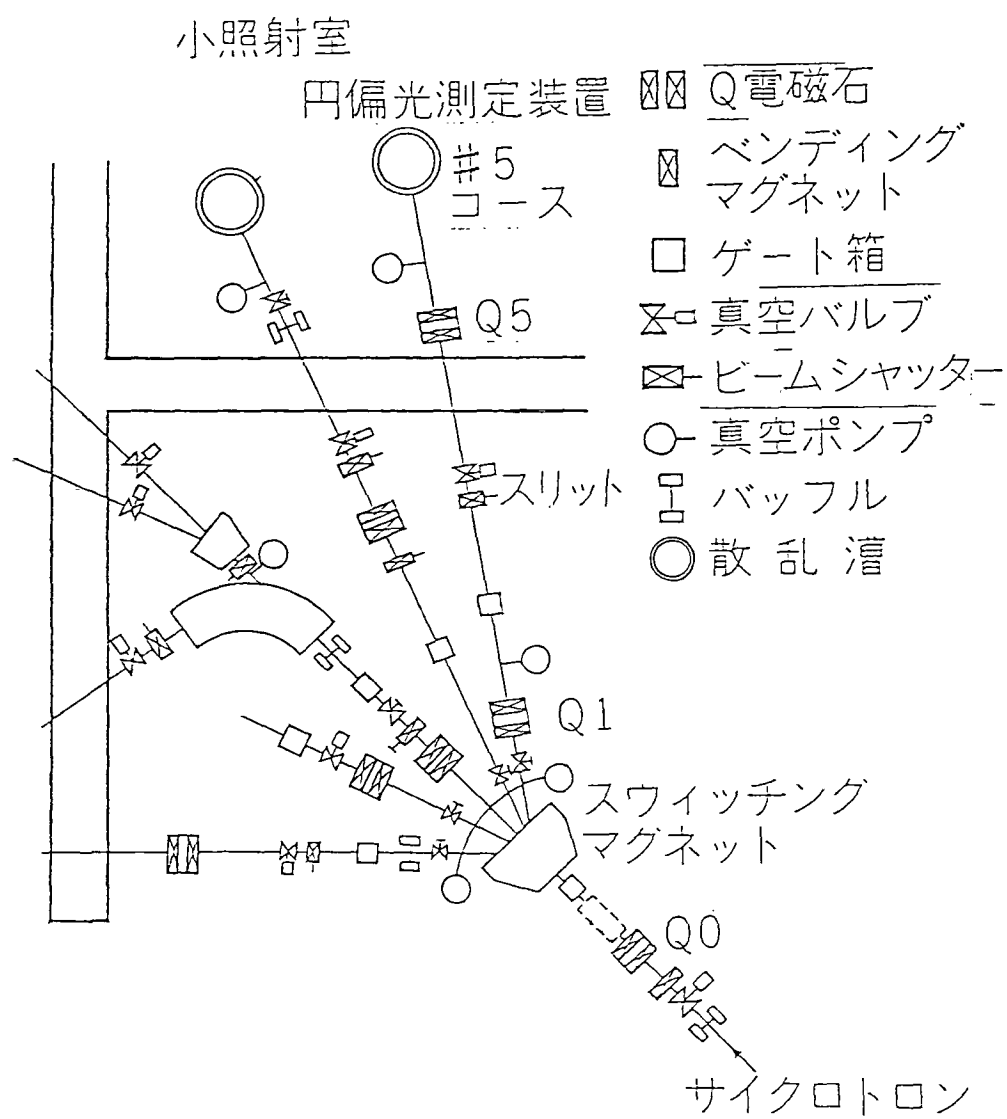 小照射室
円偏光測定装置
#5
コース
Q電磁石
ベンディング
マグネット
ゲート箱
真空バルブ
ビームシャッター
真空ポンプ
バッフル
散乱漕
Q5
スリット
Q1
スウィッチング
マグネット
Q0
サイクロトロン